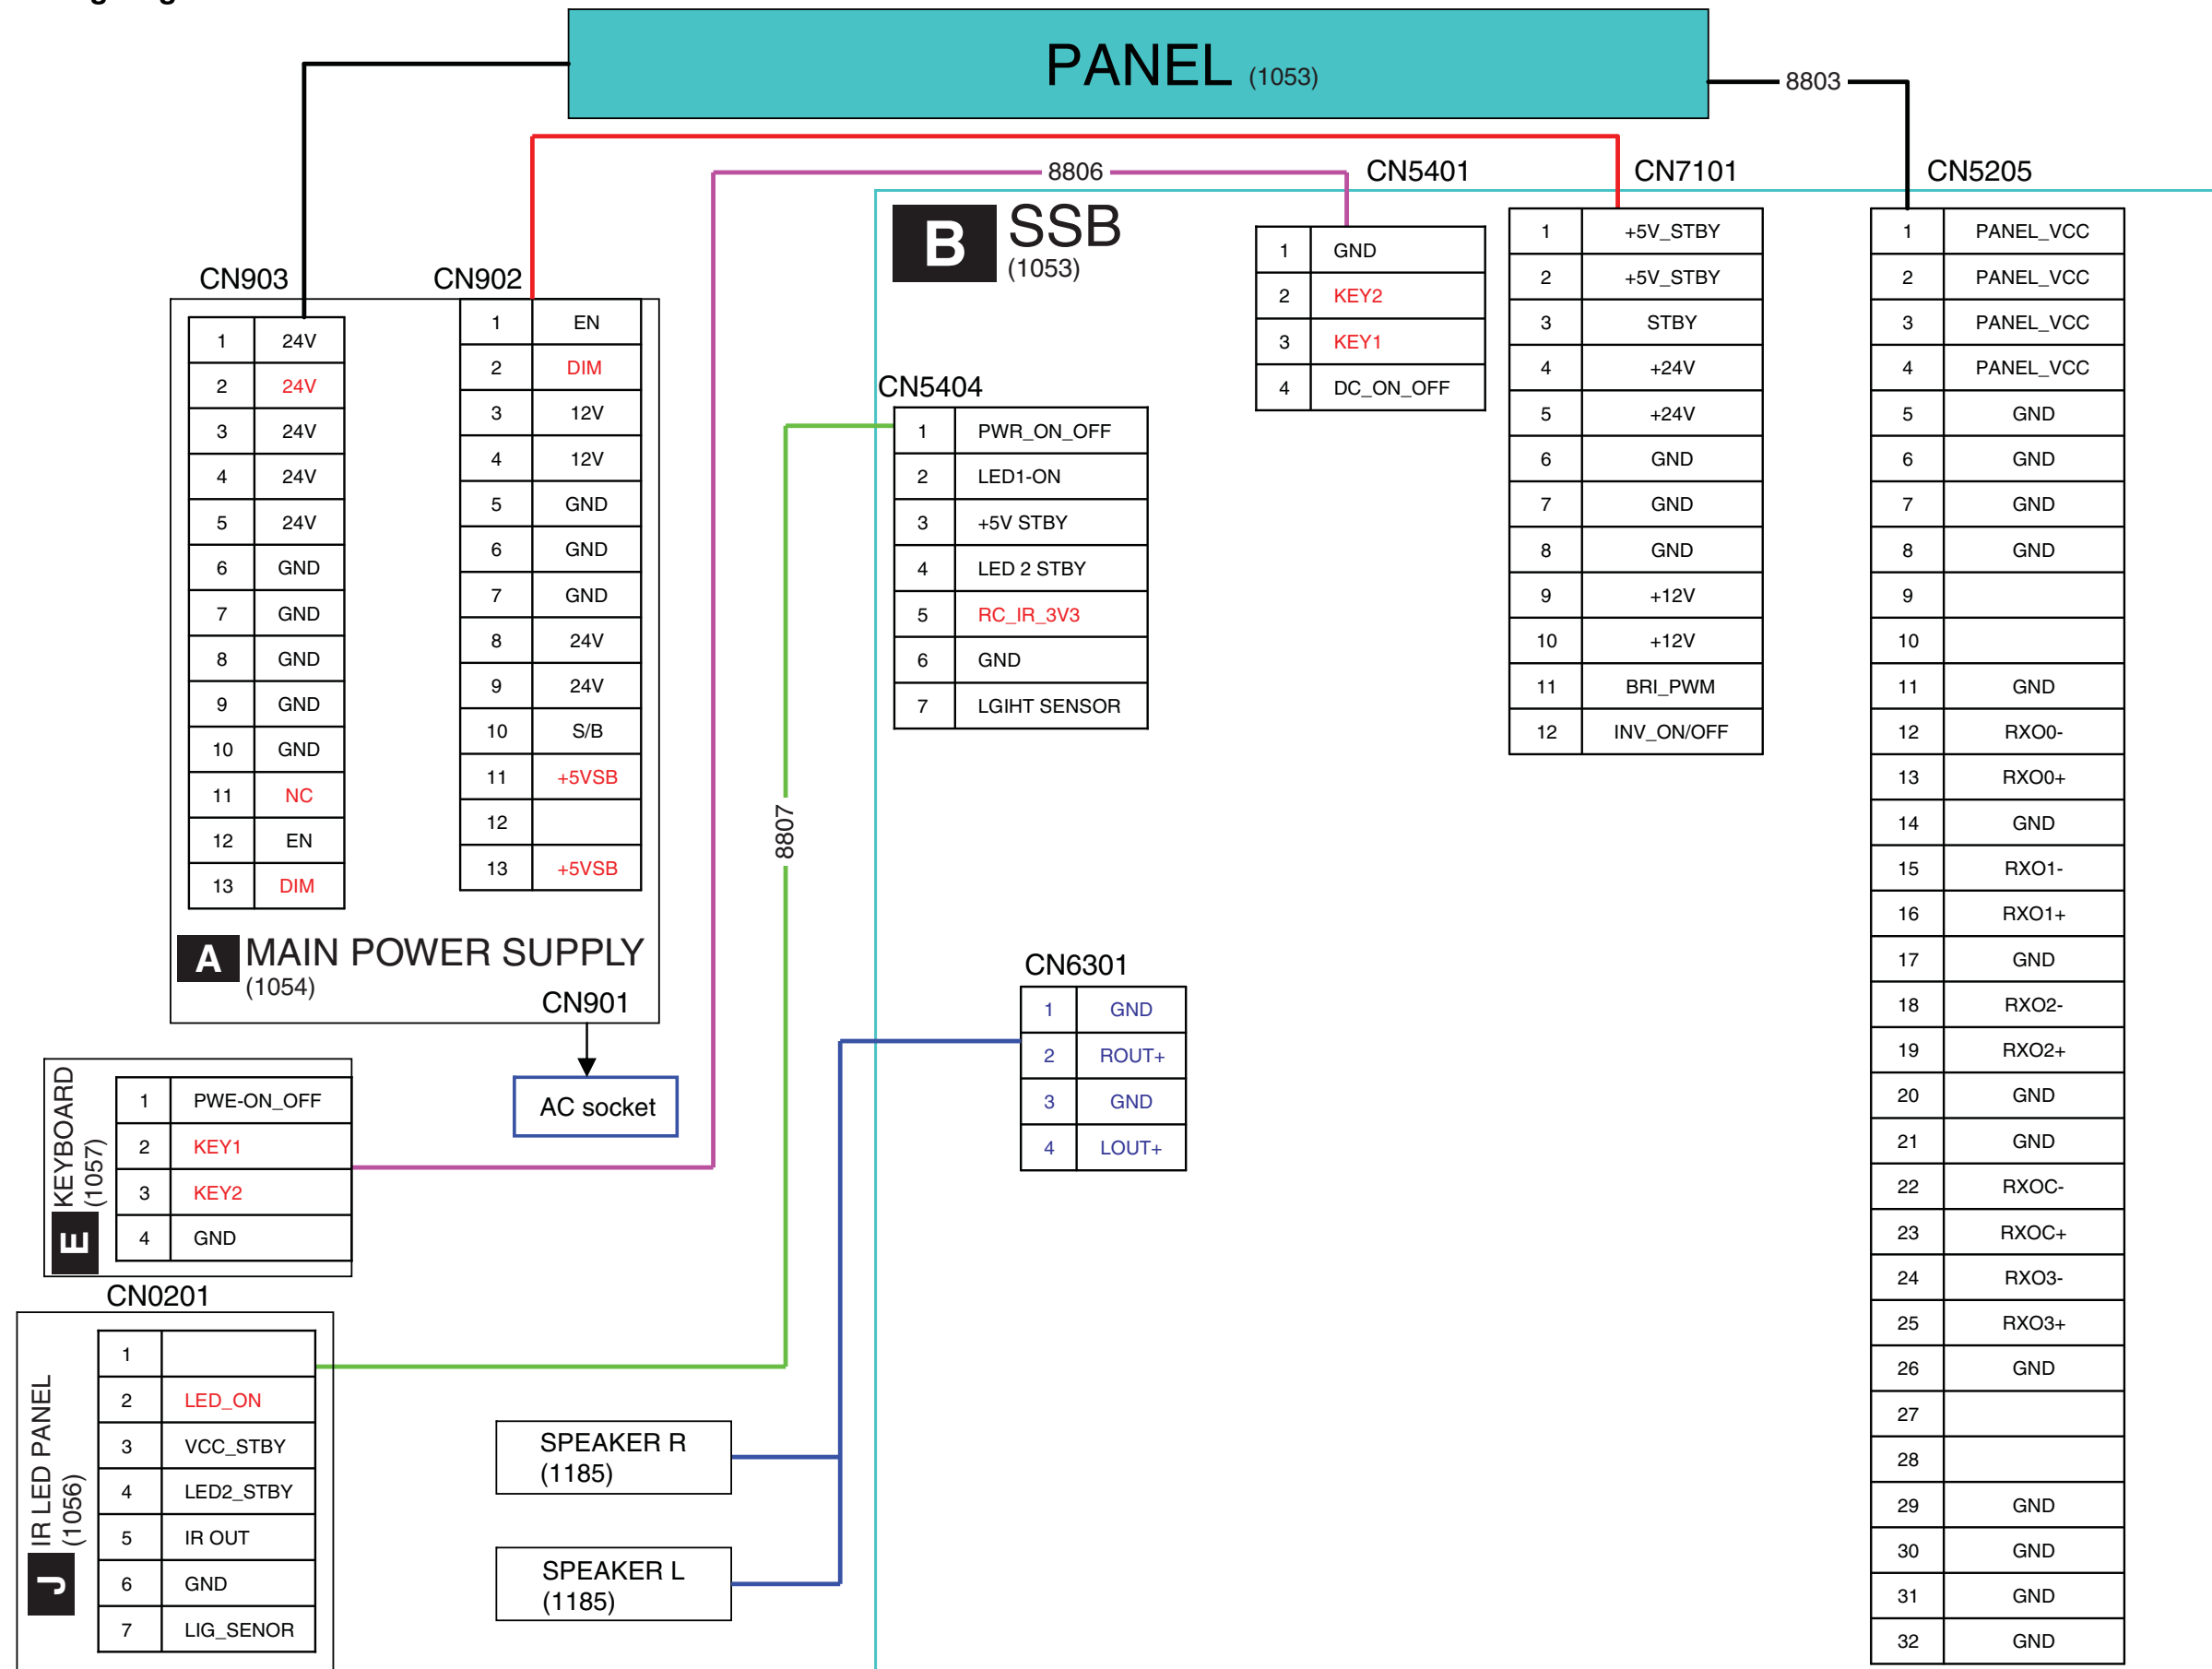 PANEL (1053)
8803
8806
CN5401
CN7101
CN5205
B SSB
(1053)
1 GND
2 KEY2
3 KEY1
4 DC_ON_OFF
1 +5V_STBY
2 +5V_STBY
3 STBY
4 +24V
5 +24V
6 GND
7 GND
8 GND
9 +12V
10 +12V
11 BRI_PWM
12 INV_ON/OFF
1 PANEL_VCC
2 PANEL_VCC
3 PANEL_VCC
4 PANEL_VCC
5 GND
6 GND
7 GND
8 GND
9
10
11 GND
12 RXO0-
13 RXO0+
14 GND
15 RXO1-
16 RXO1+
17 GND
18 RXO2-
19 RXO2+
20 GND
21 GND
22 RXOC-
23 RXOC+
24 RXO3-
25 RXO3+
26 GND
27
28
29 GND
30 GND
31 GND
32 GND
CN903
1 24V
2 24V
3 24V
4 24V
5 24V
6 GND
7 GND
8 GND
9 GND
10 GND
11 NC
12 EN
13 DIM
CN902
1 EN
2 DIM
3 12V
4 12V
5 GND
6 GND
7 GND
8 24V
9 24V
10 S/B
11 +5VSB
12
13 +5VSB
A MAIN POWER SUPPLY
(1054)
CN901
AC socket
CN5404
1 PWR_ON_OFF
2 LED1-ON
3 +5V STBY
4 LED 2 STBY
5 RC_IR_3V3
6 GND
7 LGIHT SENSOR
8807
CN6301
1 GND
2 ROUT+
3 GND
4 LOUT+
E KEYBOARD
(1057)
1 PWE-ON_OFF
2 KEY1
3 KEY2
4 GND
CN0201
J IR LED PANEL
(1056)
1
2 LED_ON
3 VCC_STBY
4 LED2_STBY
5 IR OUT
6 GND
7 LIG_SENOR
SPEAKER R
(1185)
SPEAKER L
(1185)